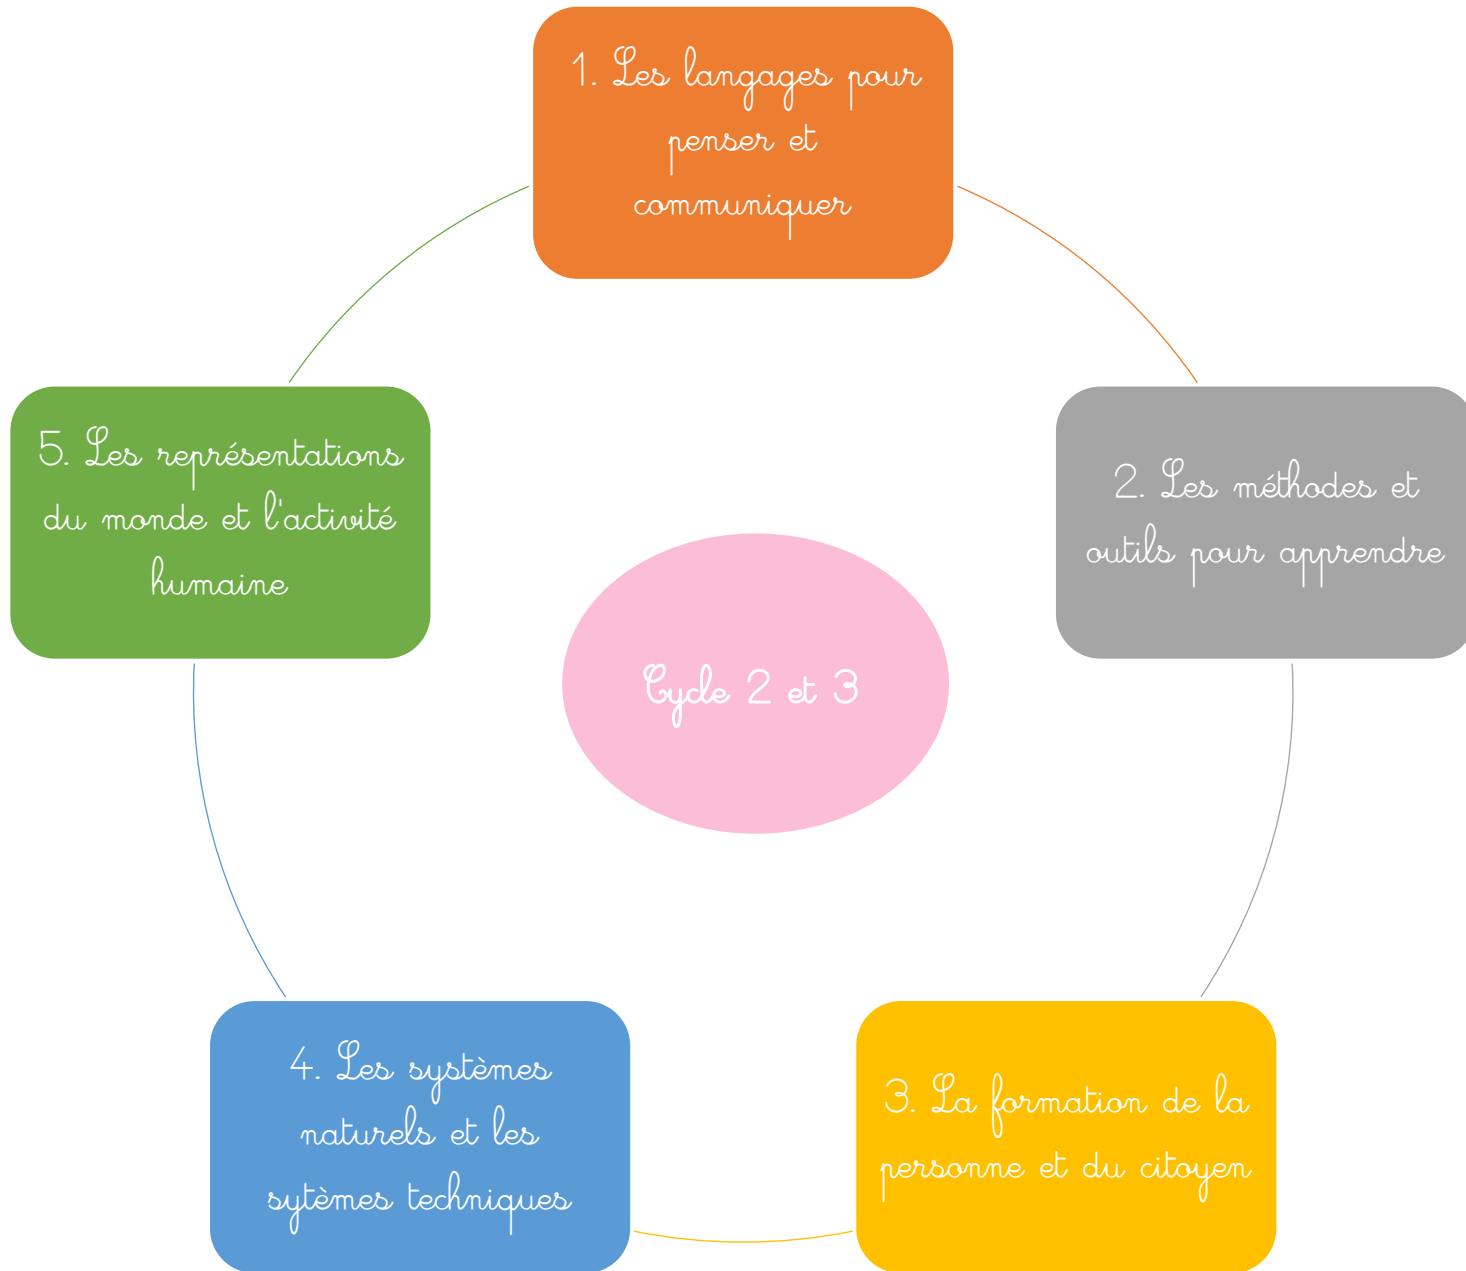 1. Les langages pour
penser et
communiquer
2. Les méthodes et
outils pour apprendre
3. La formation de la
personne et du citoyen
4. Les systèmes
naturels et les
sytèmes techniques
5. Les représentations
du monde et l'activité
humaine
Cycle 2 et 3